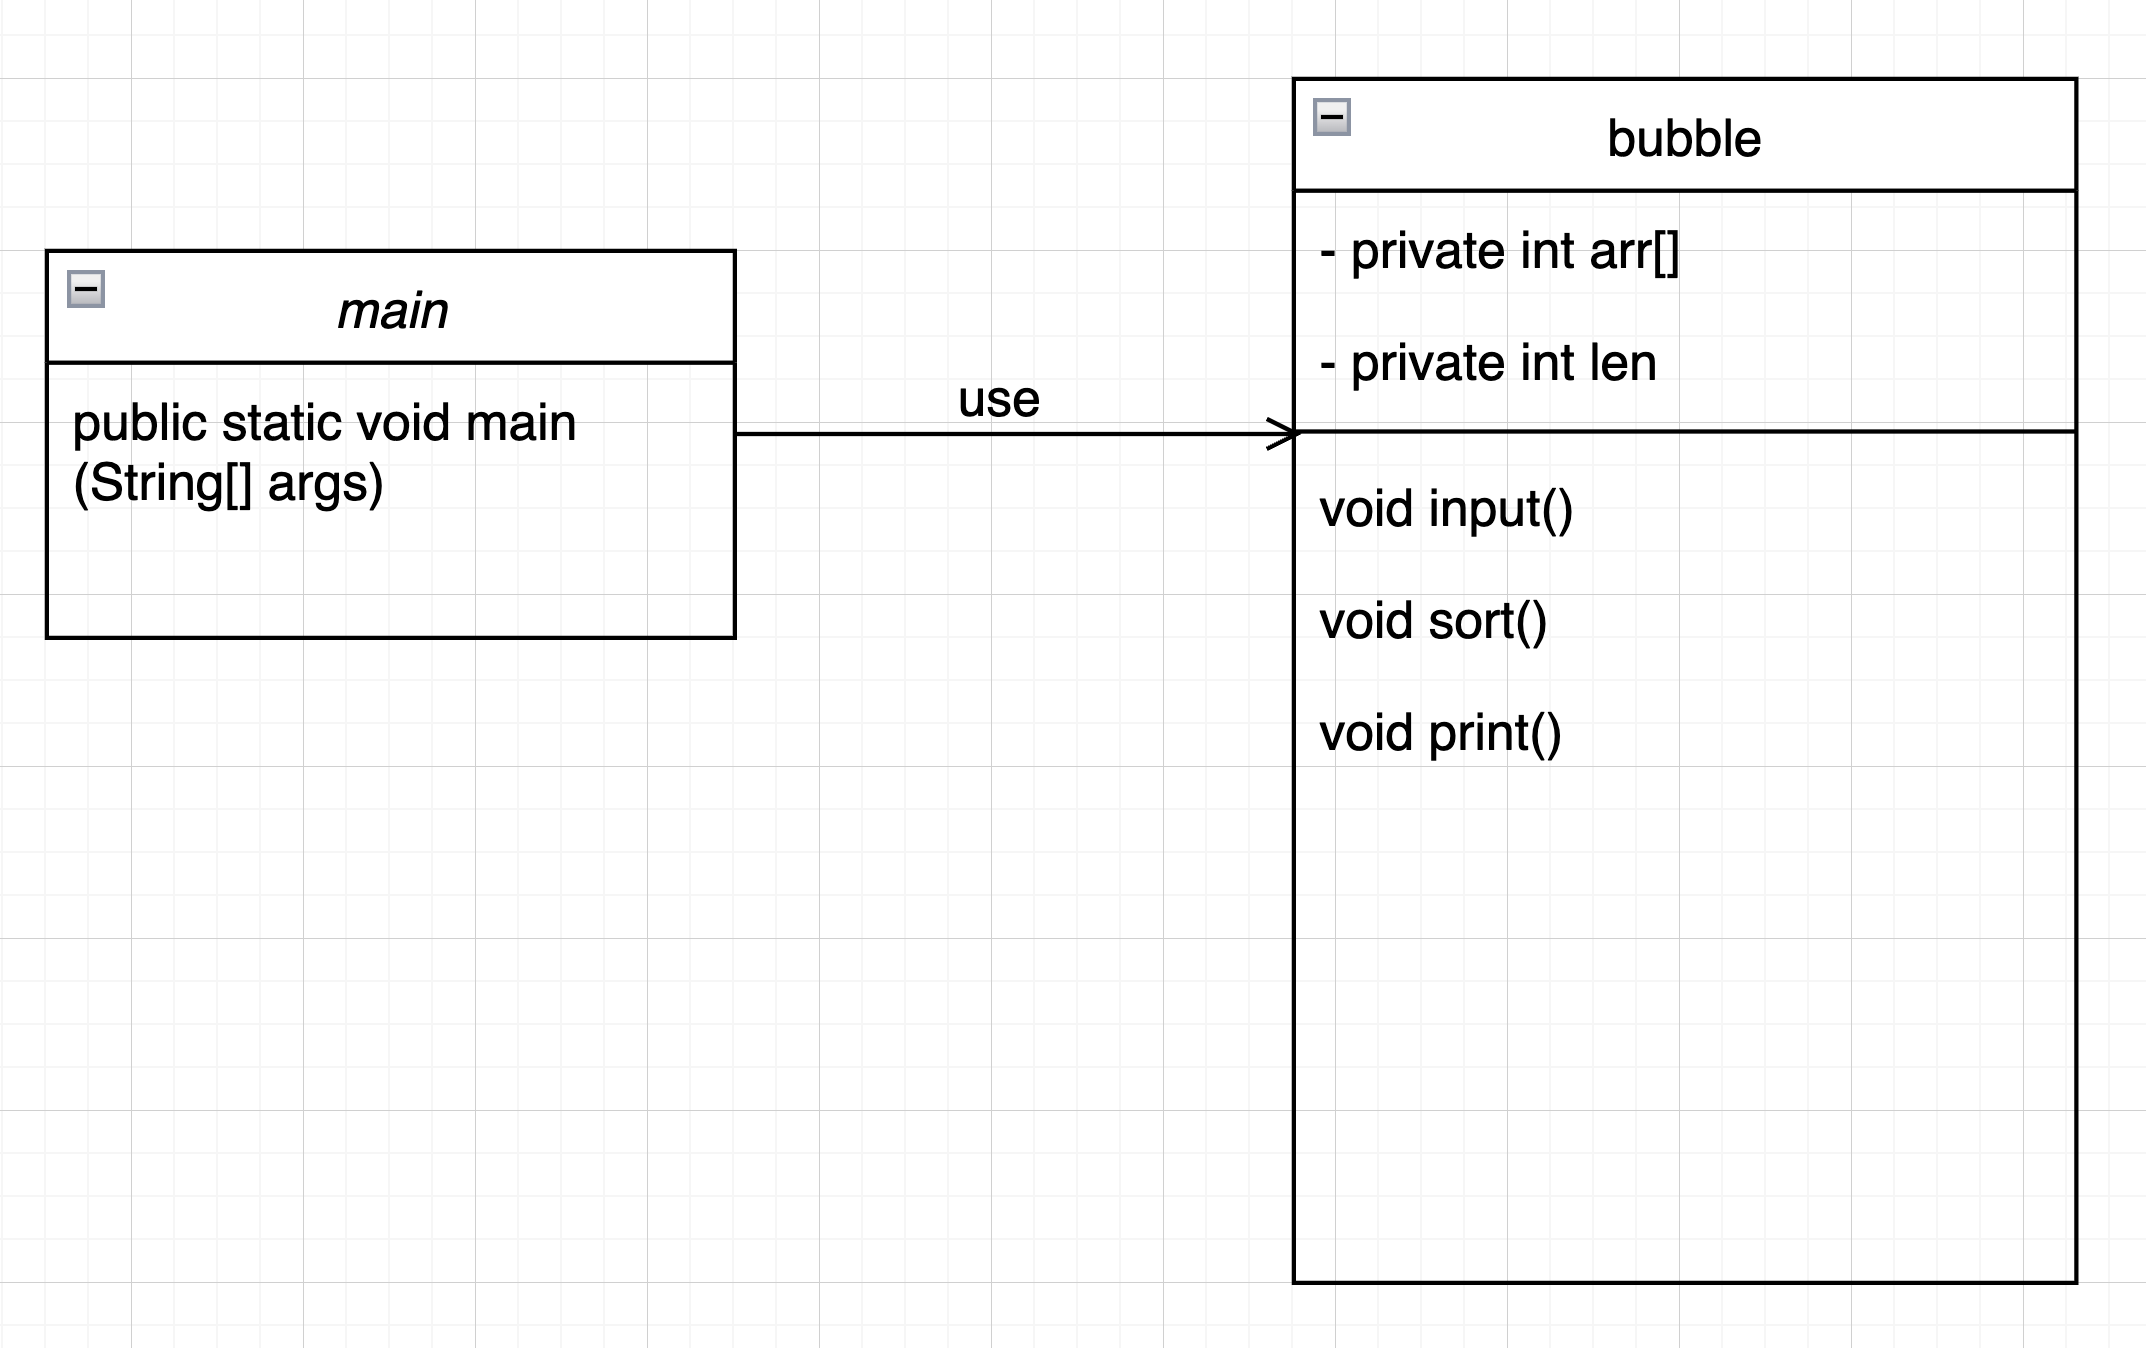 main
public static void main
(String[] args)
use
bubble
- private int arr[]
- private int len
void input()
void sort()
void print()